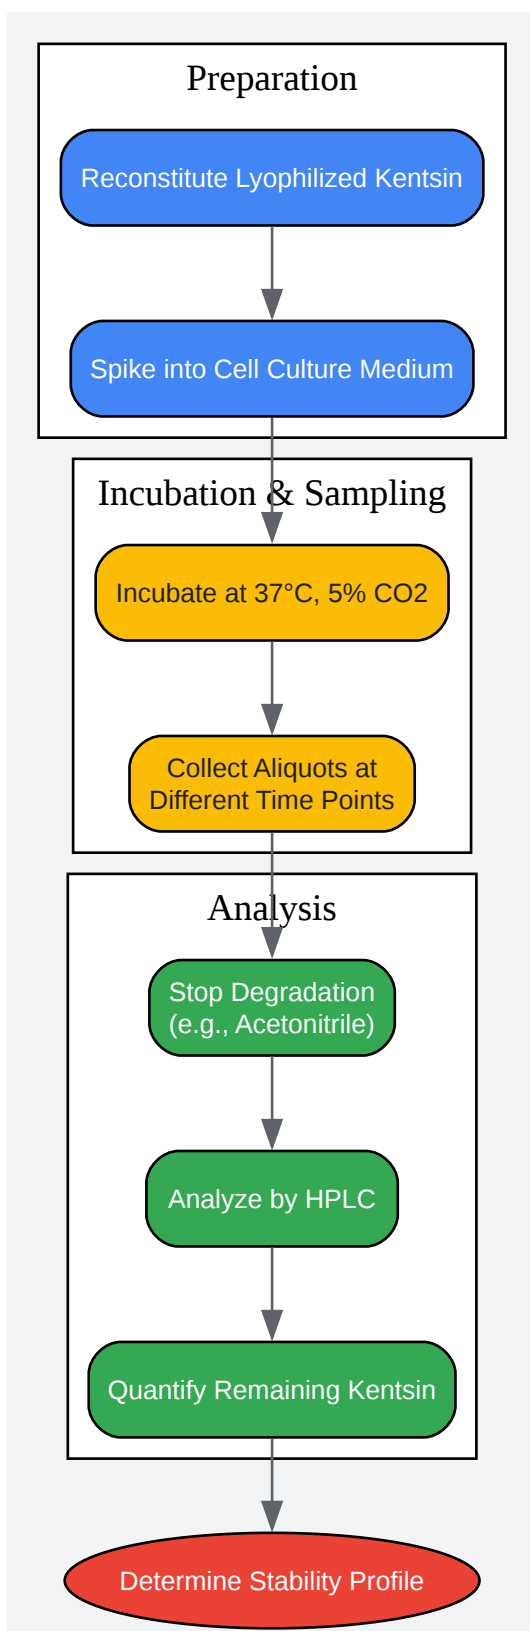 Preparation
Reconstitute Lyophilized Kentsin
Spike into Cell Culture Medium
Incubation & Sampling
Incubate at 37°C, 5% CO2
Collect Aliquots at
Different Time Points
Analysis
Stop Degradation
(e.g., Acetonitrile)
Analyze by HPLC
Quantify Remaining Kentsin
Determine Stability Profile